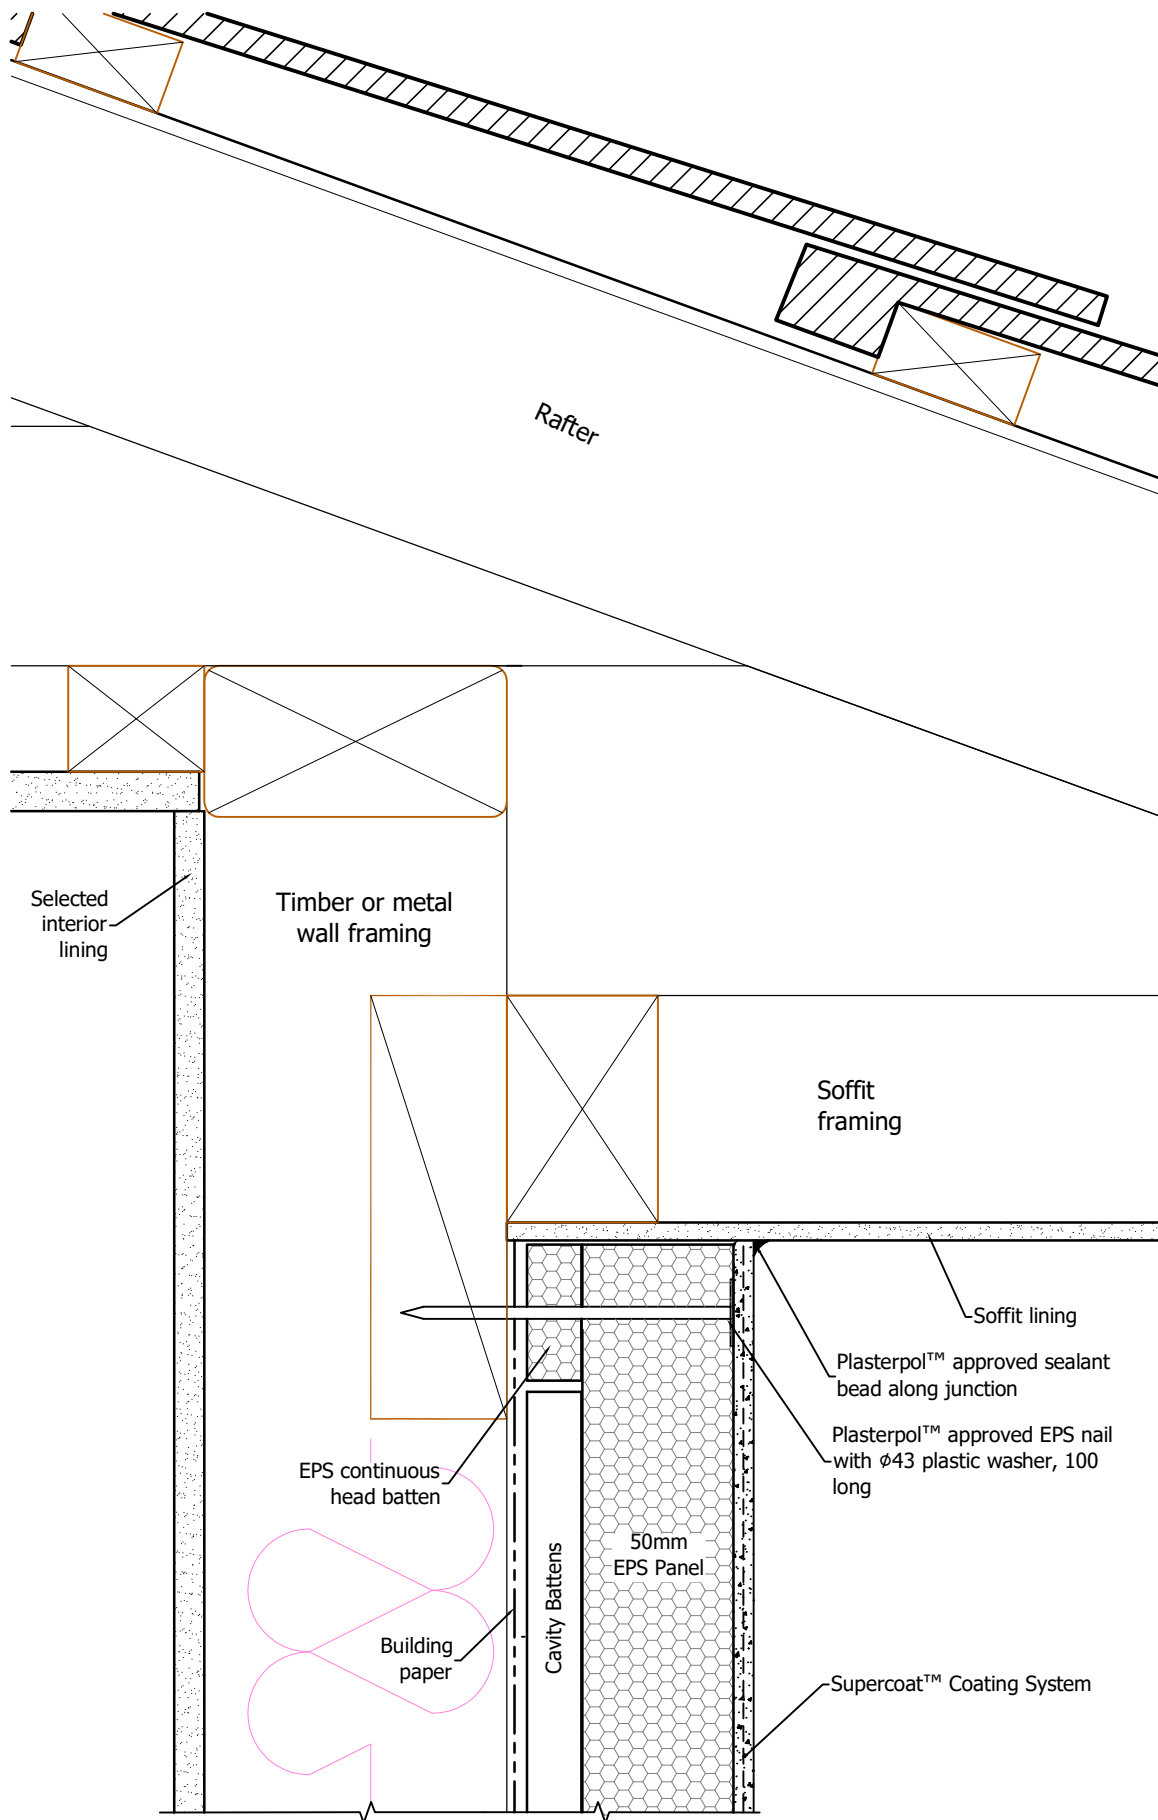 Rafter
Selected
interior
lining
Timber or metal
wall framing
Soffit
framing
Soffit lining
Plasterpol™ approved sealant
bead along junction
Plasterpol™ approved EPS nail
with ø43 plastic washer, 100
long
EPS continuous
head batten
50mm
EPS Panel
Cavity Battens
Building
paper
Supercoat™ Coating System